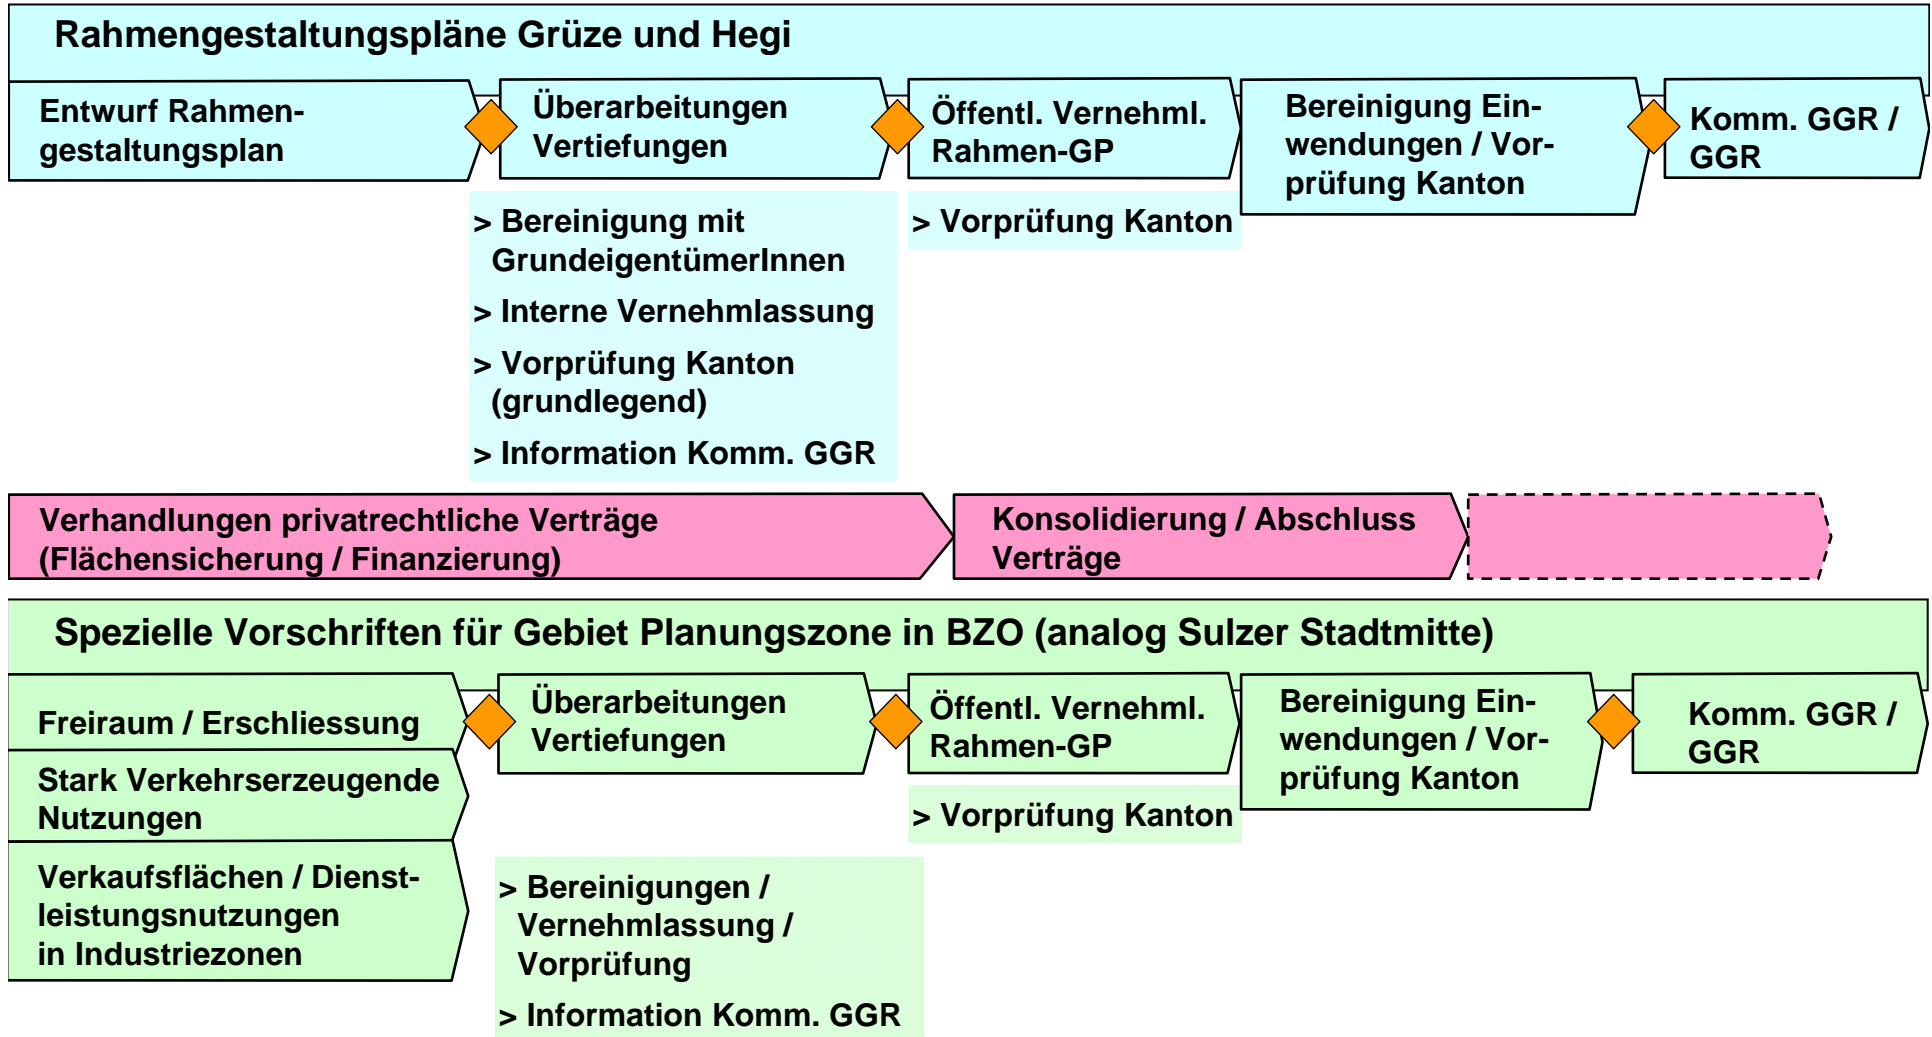 Rahmengestaltungspläne Grüze und Hegi
Entwurf Rahmen-
gestaltungsplan
Überarbeitungen
Vertiefungen
Öffentl. Vernehml.
Rahmen-GP
Bereinigung Ein-
wendungen / Vor-
prüfung Kanton
Komm. GGR /
GGR
> Bereinigung mit
GrundeigentümerInnen
> Interne Vernehmlassung
> Vorprüfung Kanton
(grundlegend)
> Information Komm. GGR
> Vorprüfung Kanton
Verhandlungen privatrechtliche Verträge
(Flächensicherung / Finanzierung)
Konsolidierung / Abschluss
Verträge
Spezielle Vorschriften für Gebiet Planungszone in BZO (analog Sulzer Stadtmitte)
Freiraum / Erschliessung
Stark Verkehrserzeugende
Nutzungen
Verkaufsflächen / Dienst-
leistungsnutzungen
in Industriezonen
Überarbeitungen
Vertiefungen
Öffentl. Vernehml.
Rahmen-GP
Bereinigung Ein-
wendungen / Vor-
prüfung Kanton
Komm. GGR /
GGR
> Vorprüfung Kanton
> Bereinigungen /
Vernehmlassung /
Vorprüfung
> Information Komm. GGR